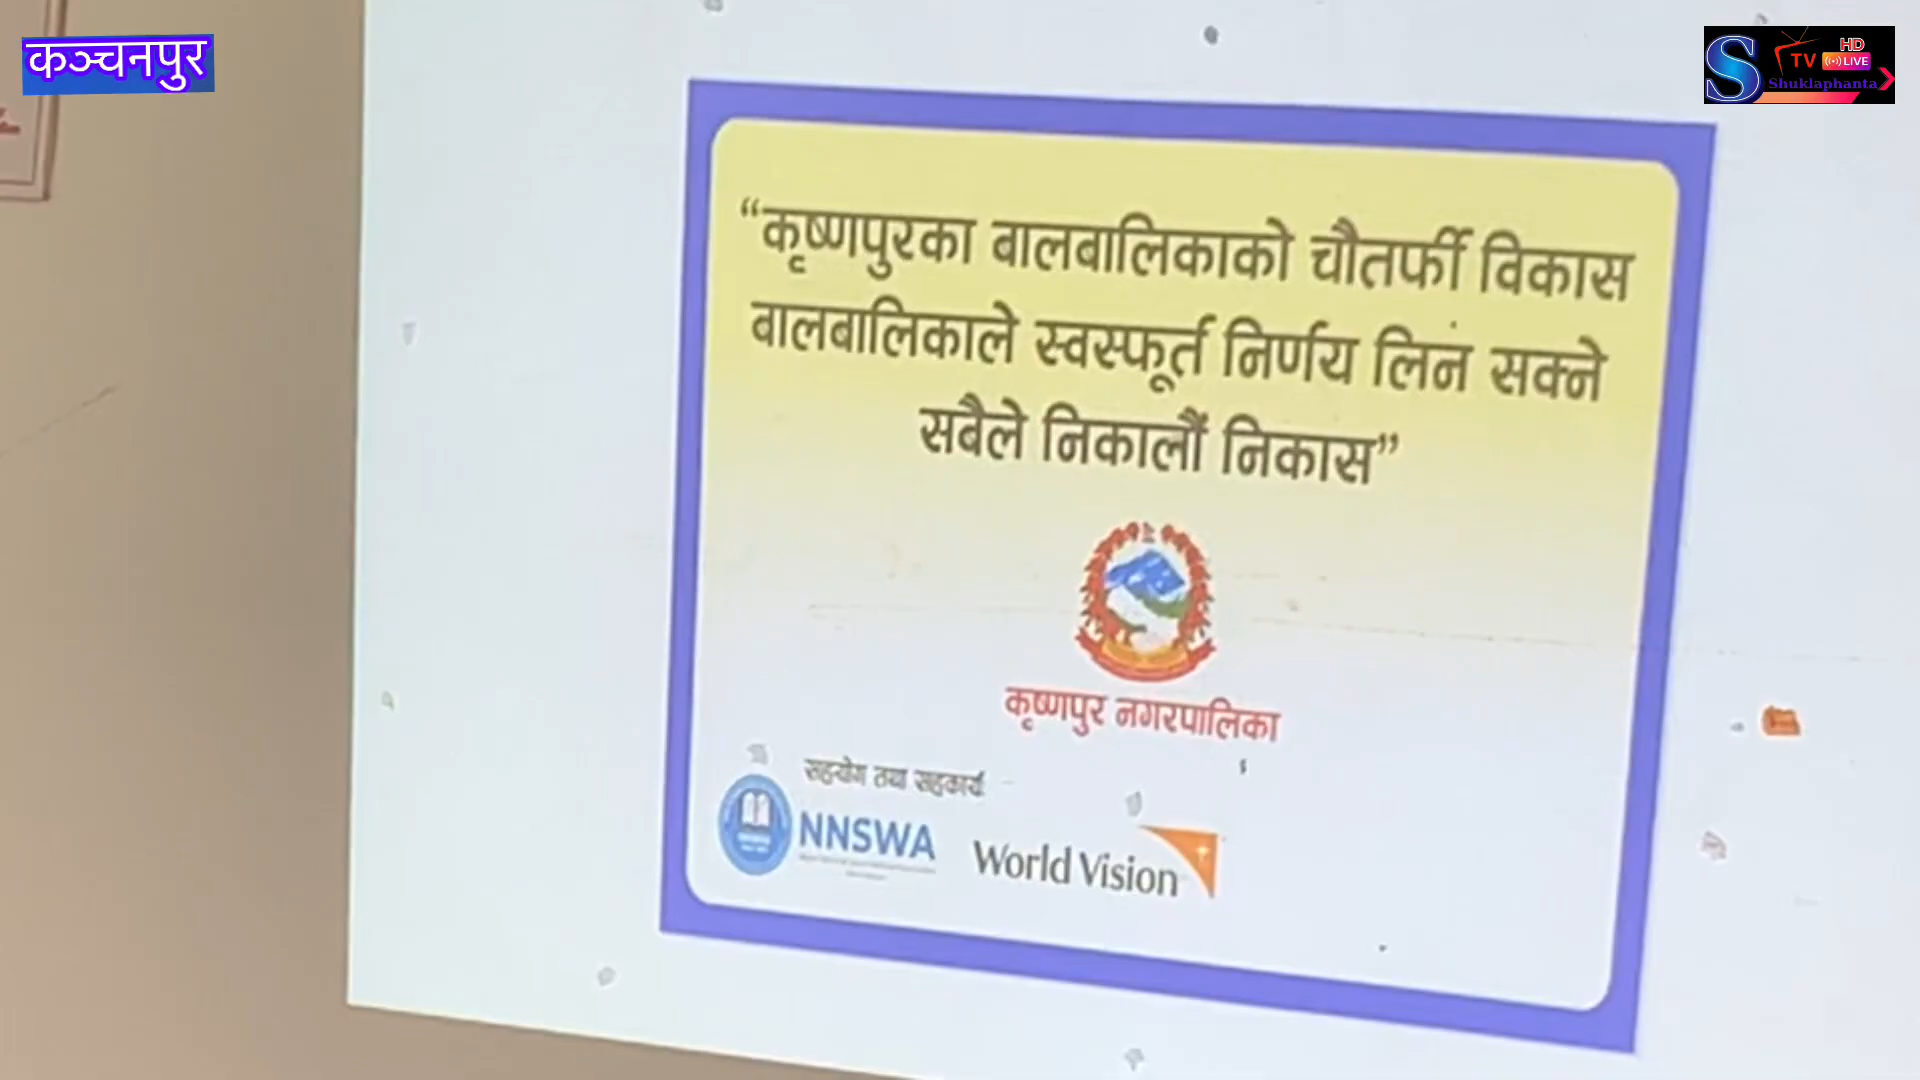 कञ्चनपुर
S TV HD LIVE
Shuklaphanta
“कृष्णपुरका बालबालिकाको चौतर्फी विकास
बालबालिकाले स्वस्फूर्त निर्णय लिन सक्ने
सबैले निकालौं निकास”
कृष्णपुर नगरपालिका
सहयोग तथा सहकार्य
NNSWA
World Vision